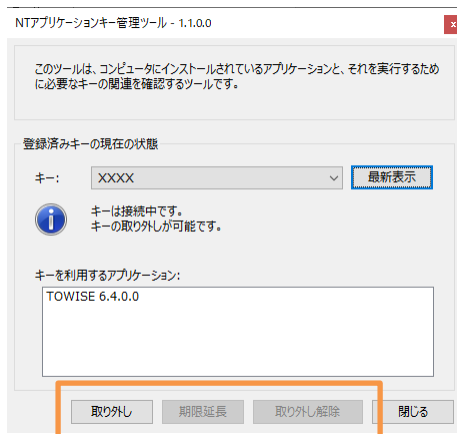 NTアプリケーションキー管理ツール - 1.1.0.0
x
このツールは、コンピュータにインストールされているアプリケーションと、それを実行するため
に必要なキーの関連を確認するツールです。
登録済みキーの現在の状態
キー:
XXXX
最新表示
キーは接続中です。
キーの取り外しが可能です。
キーを利用するアプリケーション:
TOWISE 6.4.0.0
取り外し
期限延長
取り外し解除
閉じる